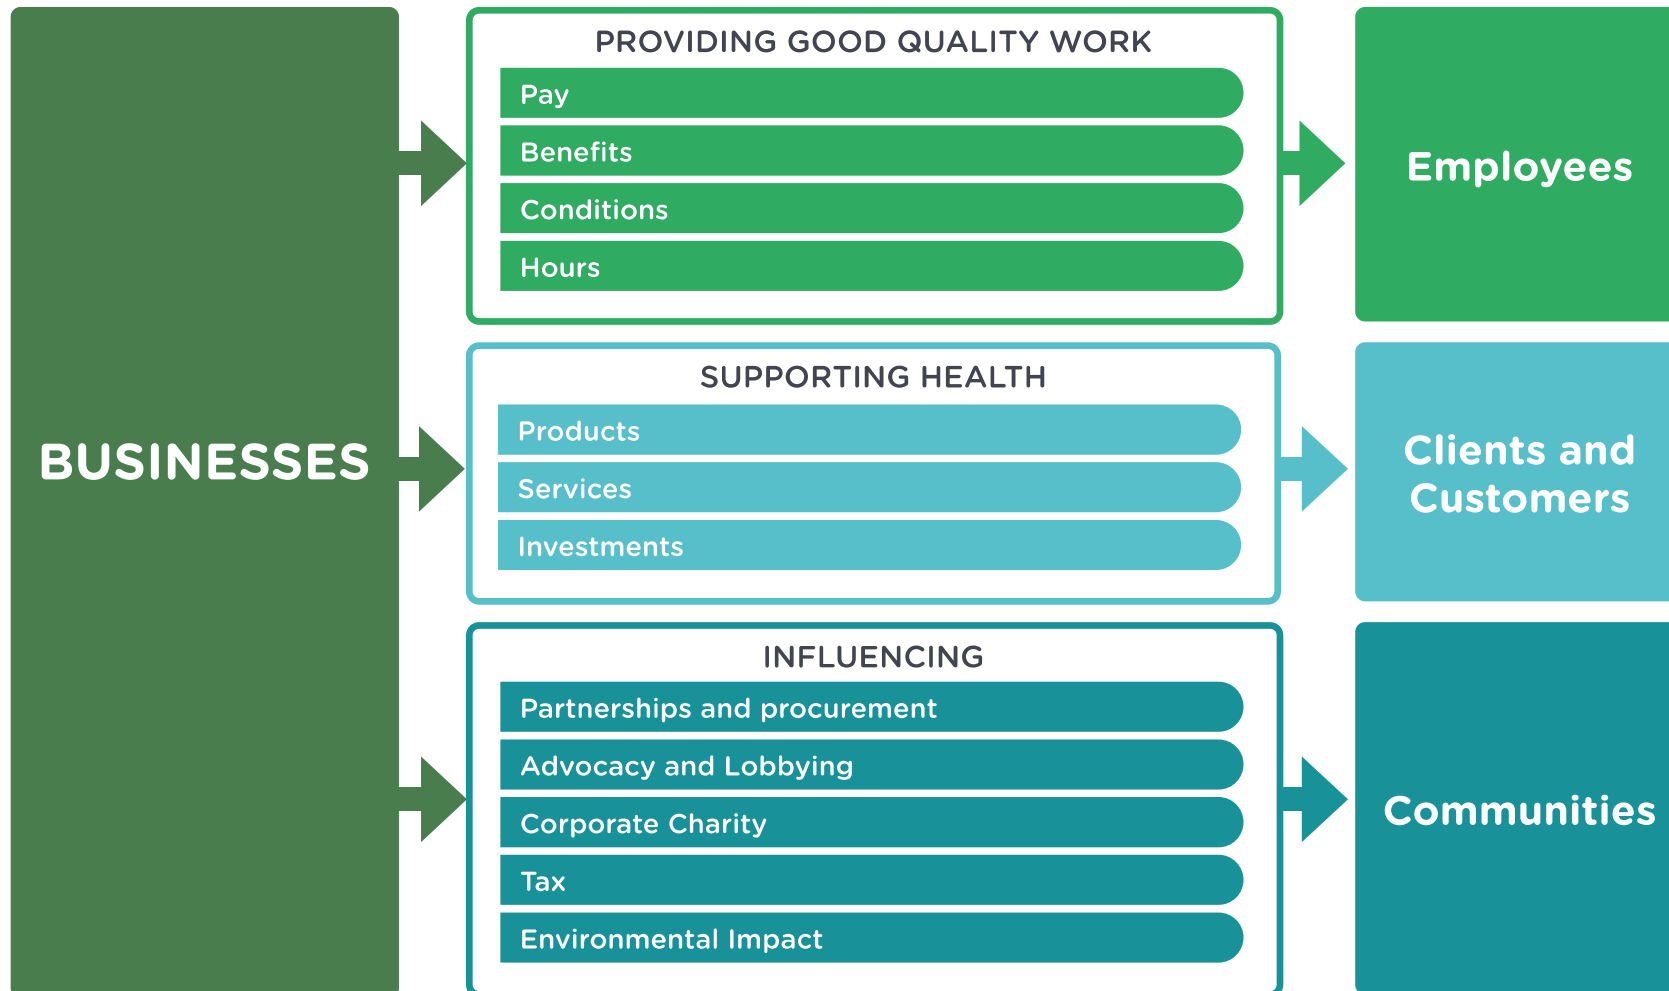 BUSINESSES
PROVIDING GOOD QUALITY WORK
Pay
Benefits
Conditions
Hours
Employees
SUPPORTING HEALTH
Products
Services
Investments
Clients and
Customers
INFLUENCING
Partnerships and procurement
Advocacy and Lobbying
Corporate Charity
Tax
Environmental Impact
Communities